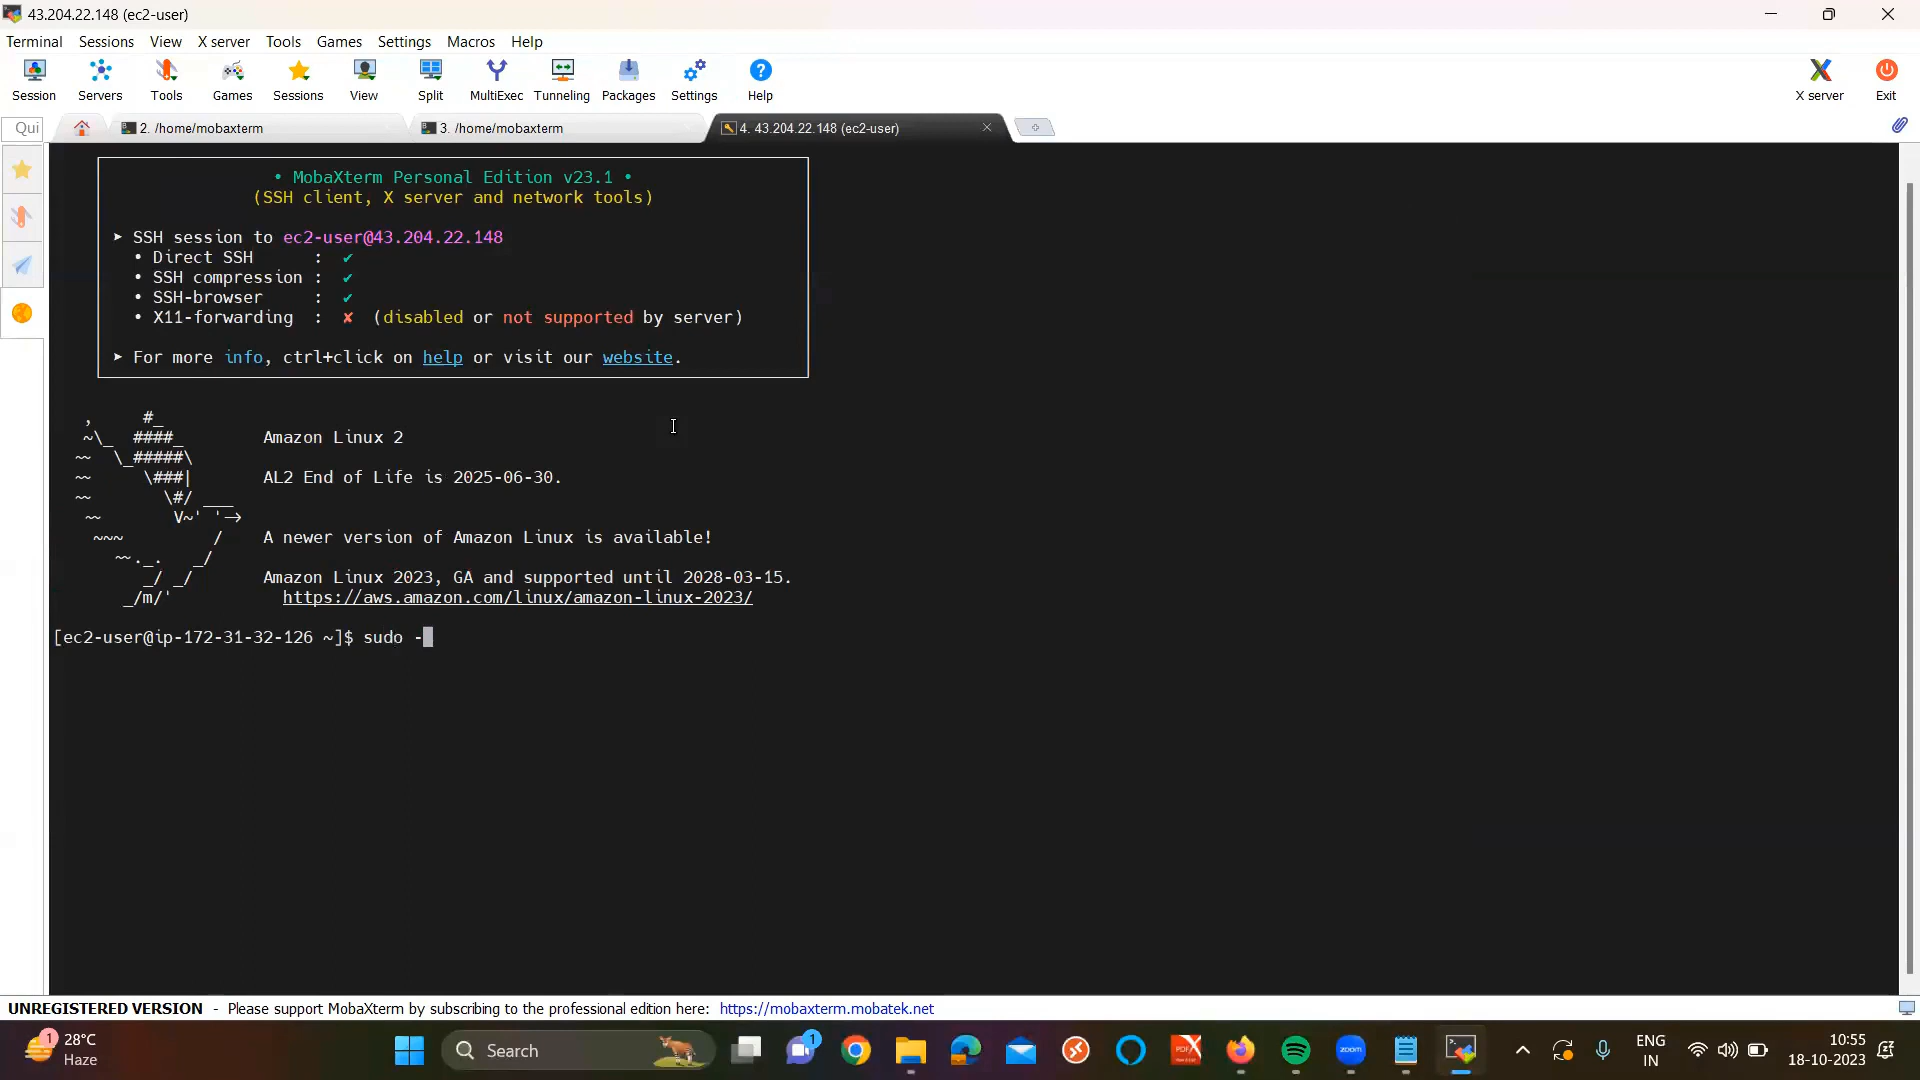 43.204.22.148 (ec2-user)
Terminal Sessions View X server Tools Games Settings Macros Help
Session Servers Tools Games Sessions View Split MultiExec Tunneling Packages Settings Help X server Exit
Qui 2. /home/mobaxterm 3. /home/mobaxterm 4. 43.204.22.148 (ec2-user)
• MobaXterm Personal Edition v23.1 •
(SSH client, X server and network tools)
➤ SSH session to ec2-user@43.204.22.148
• Direct SSH : ✔
• SSH compression : ✔
• SSH-browser : ✔
• X11-forwarding : ✘ (disabled or not supported by server)
➤ For more info, ctrl+click on help or visit our website.
, #_
~\_ ####_ Amazon Linux 2
~~ \_#####\
~~ \###| AL2 End of Life is 2025-06-30.
~~ \#/ ___
~~ V~' '->
~~~ / A newer version of Amazon Linux is available!
~~._. _/
_/ _/ Amazon Linux 2023, GA and supported until 2028-03-15.
_/m/' https://aws.amazon.com/linux/amazon-linux-2023/
[ec2-user@ip-172-31-32-126 ~]$ sudo -
UNREGISTERED VERSION - Please support MobaXterm by subscribing to the professional edition here: https://mobaxterm.mobatek.net
1 28°C
Haze
Search
1
PDFX
zoom
ENG
IN
10:55
18-10-2023